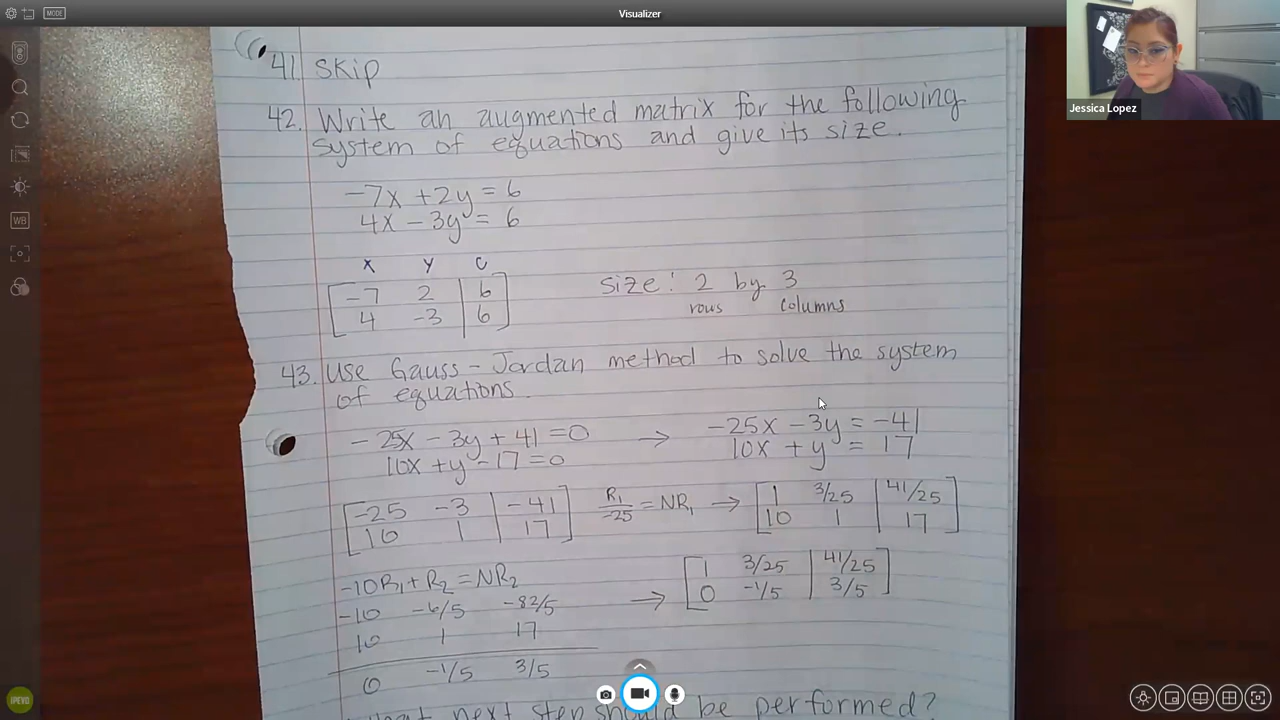 MODE
Visualizer
Jessica Lopez
41. SKip
42. Write an augmented matrix for the following
system of equations and give its size.
-7x + 2y = 6
4x - 3y = 6
x y C
-7 2 | 6
4 -3 | 6
size: 2 by 3
rows columns
43. Use Gauss-Jordan method to solve the system
of equations.
-25x - 3y + 41 = 0 → -25x - 3y = -41
10x + y - 17 = 0 10x + y = 17
-25 -3 | -41
10 1 | 17
R₁/-25 = NR₁ →
1 3/25 | 41/25
10 1 | 17
-10R₁ + R₂ = NR₂
-10 -6/5 -82/5
10 1 17
0 -1/5 3/5
→
1 3/25 | 41/25
0 -1/5 | 3/5
next step should be performed?
WB
IPEVO